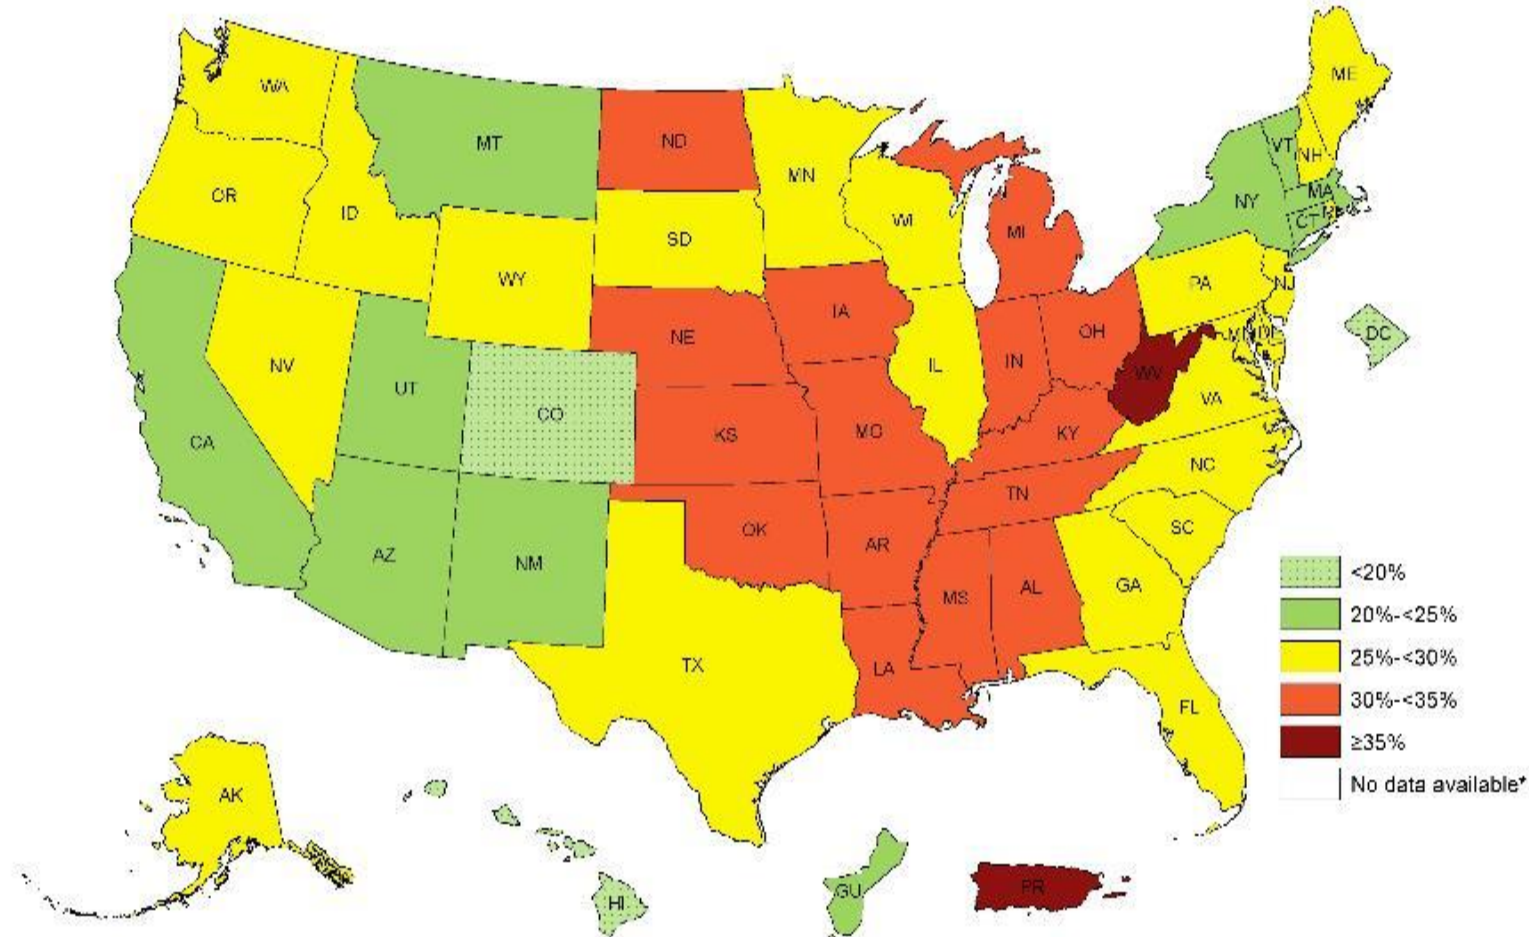 WA
MT
ND
MN
ME
OR
ID
SD
WI
MI
VT
NH
NY
MA
CT
WY
IA
NE
PA
NJ
NV
UT
CO
IL
IN
OH
WV
VA
DC
CA
KS
MO
KY
NC
AZ
NM
OK
AR
TN
SC
MS
AL
GA
TX
LA
FL
AK
HI
GU
PR
<20%
20%-<25%
25%-<30%
30%-<35%
≥35%
No data available*